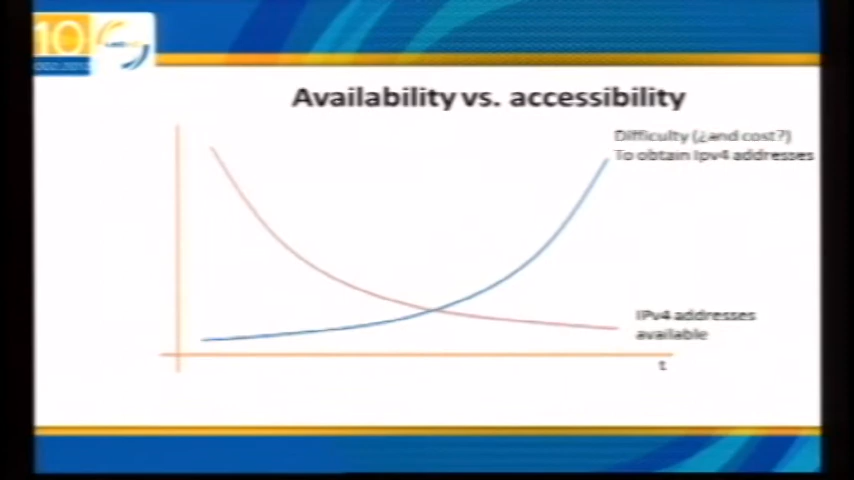 10
Availability vs. accessibility
Difficulty (¿and cost?)
To obtain Ipv4 addresses
IPv4 addresses
available
t